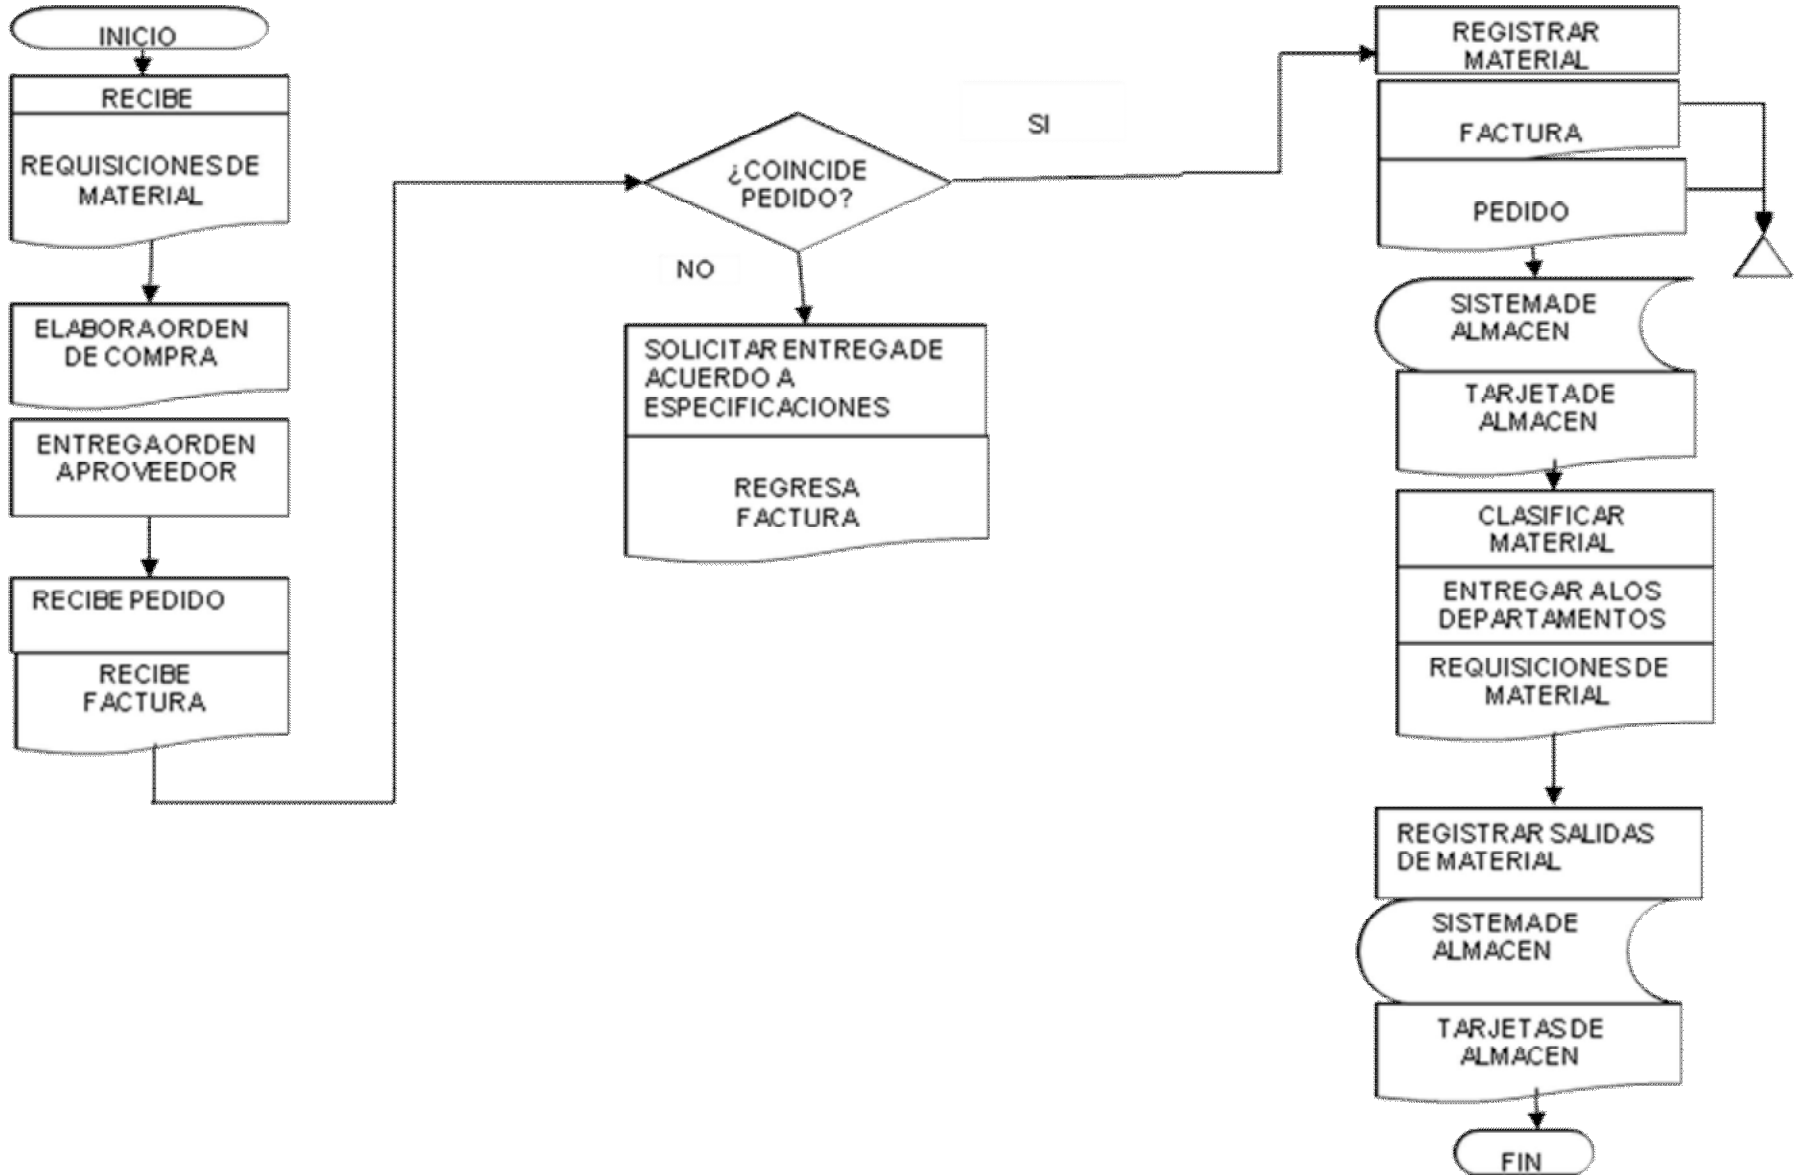 INICIO
RECIBE
REQUISICIONES DE
MATERIAL
ELABORA ORDEN
DE COMPRA
ENTREGA ORDEN
A PROVEEDOR
RECIBE PEDIDO
RECIBE
FACTURA
¿COINCIDE
PEDIDO?
SI
NO
SOLICITAR ENTREGA DE
ACUERDO A
ESPECIFICACIONES
REGRESA
FACTURA
REGISTRAR
MATERIAL
FACTURA
PEDIDO
SISTEMA DE
ALMACEN
TARJETA DE
ALMACEN
CLASIFICAR
MATERIAL
ENTREGAR A LOS
DEPARTAMENTOS
REQUISICIONES DE
MATERIAL
REGISTRAR SALIDAS
DE MATERIAL
SISTEMA DE
ALMACEN
TARJETAS DE
ALMACEN
FIN